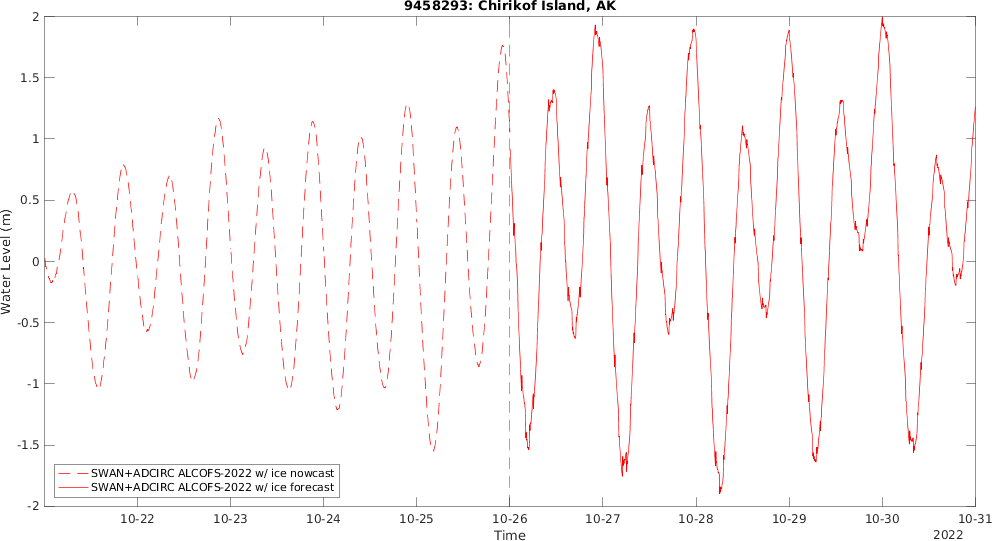 9458293: Chirikof Island, AK
Water Level (m)
2
1.5
1
0.5
0
-0.5
-1
-1.5
-2
SWAN+ADCIRC ALCOFS-2022 w/ ice nowcast
SWAN+ADCIRC ALCOFS-2022 w/ ice forecast
10-22 10-23 10-24 10-25 10-26 10-27 10-28 10-29 10-30 10-31
Time
2022